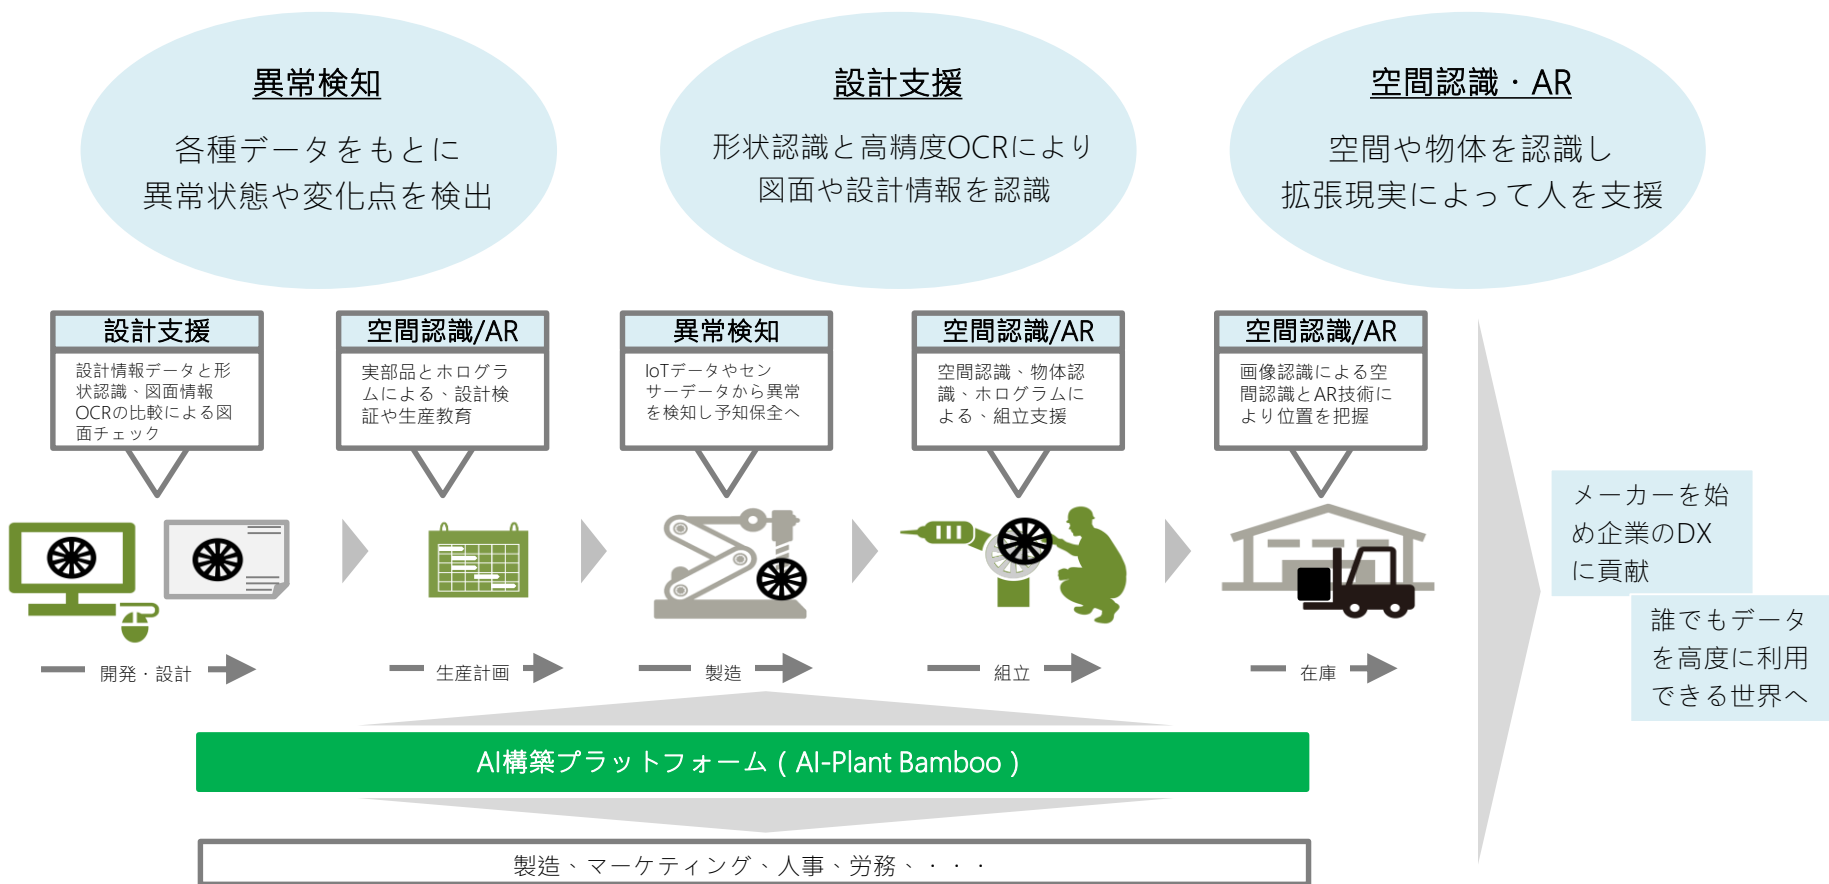 異常検知
各種データをもとに
異常状態や変化点を検出
設計支援
形状認識と高精度OCRにより
図面や設計情報を認識
空間認識・AR
空間や物体を認識し
拡張現実によって人を支援
設計支援
設計情報データと形
状認識、図面情報
OCRの比較による図
面チェック
空間認識/AR
実部品とホログラ
ムによる、設計検
証や生産教育
異常検知
IoTデータやセン
サーデータから異常
を検知し予知保全へ
空間認識/AR
空間認識、物体認
識、ホログラムに
よる、組立支援
空間認識/AR
画像認識による空
間認識とAR技術に
より位置を把握
メーカーを始
め企業のDX
に貢献
誰でもデータ
を高度に利用
できる世界へ
開発・設計
生産計画
製造
組立
在庫
AI構築プラットフォーム（AI-Plant Bamboo）
製造、マーケティング、人事、労務、・・・